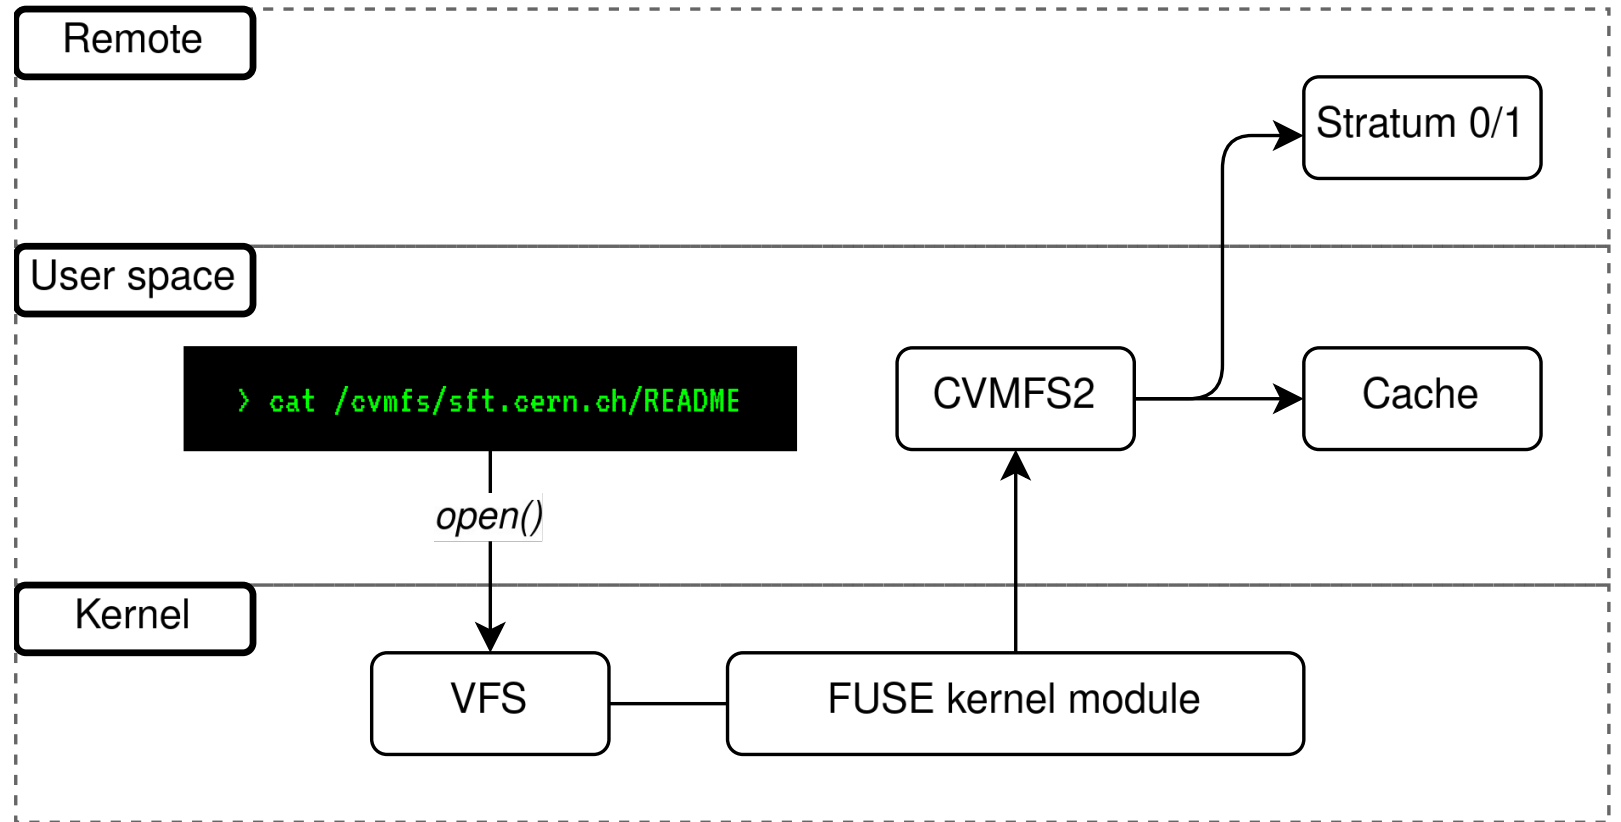 Remote
Stratum 0/1
User space
> cat /cvmfs/sft.cern.ch/README
CVMFS2
Cache
open()
Kernel
VFS
FUSE kernel module